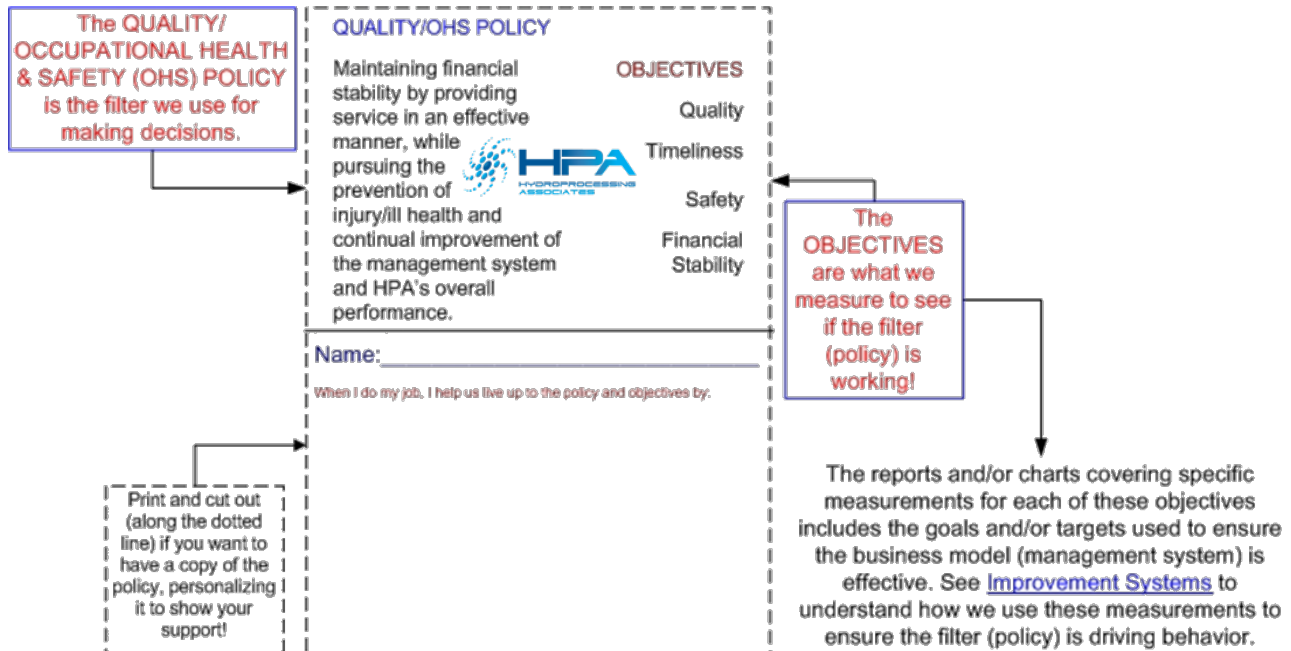 The QUALITY/
OCCUPATIONAL HEALTH
& SAFETY (OHS) POLICY
is the filter we use for
making decisions.
QUALITY/OHS POLICY
Maintaining financial
stability by providing
service in an effective
manner, while
pursuing the
prevention of
injury/ill health and
continual improvement of
the management system
and HPA's overall
performance.
HPA
HYDROPROCESSING
ASSOCIATES
OBJECTIVES
Quality
Timeliness
Safety
Financial
Stability
The
OBJECTIVES
are what we
measure to see
if the filter
(policy) is
working!
Name:
When I do my job, I help us live up to the policy and objectives by:
Print and cut out
(along the dotted
line) if you want to
have a copy of the
policy, personalizing
it to show your
support!
The reports and/or charts covering specific
measurements for each of these objectives
includes the goals and/or targets used to ensure
the business model (management system) is
effective. See Improvement Systems to
understand how we use these measurements to
ensure the filter (policy) is driving behavior.